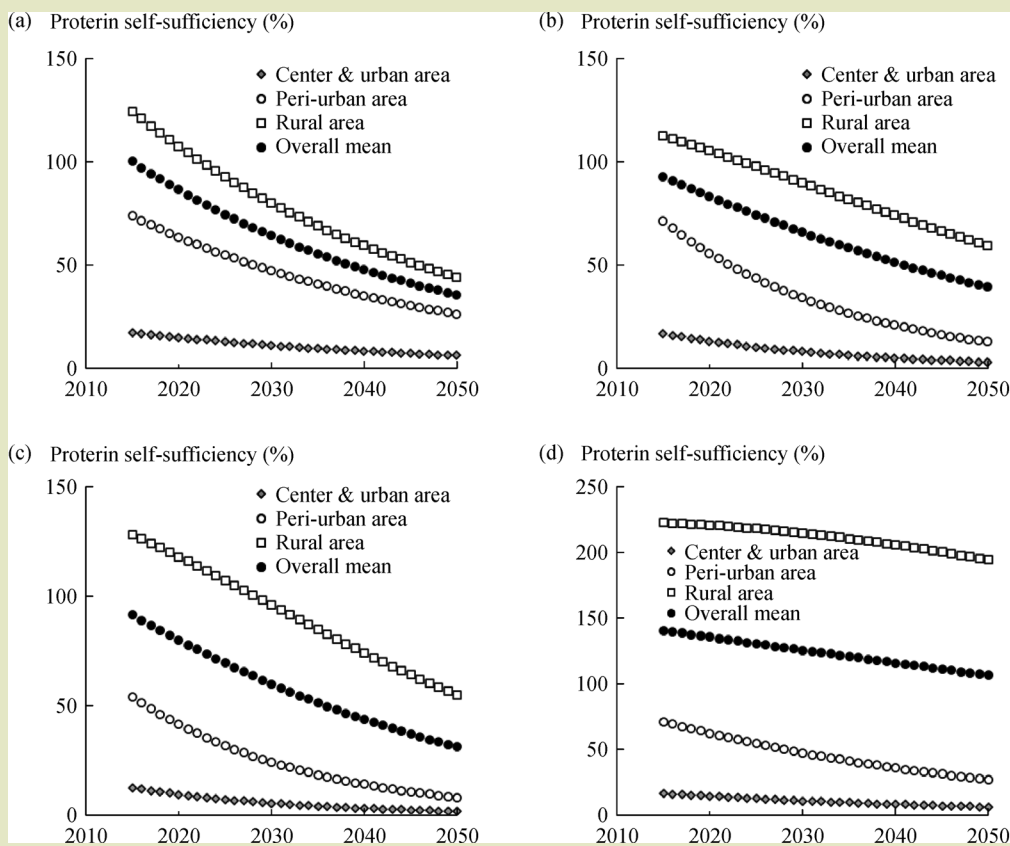 (a) Proterin self-sufficiency (%)
150
Center & urban area
Peri-urban area
Rural area
Overall mean
100
50
0
2010 2020 2030 2040 2050
(b) Proterin self-sufficiency (%)
150
Center & urban area
Peri-urban area
Rural area
Overall mean
100
50
0
2010 2020 2030 2040 2050
(c) Proterin self-sufficiency (%)
150
Center & urban area
Peri-urban area
Rural area
Overall mean
100
50
0
2010 2020 2030 2040 2050
(d) Proterin self-sufficiency (%)
250
200
Center & urban area
Peri-urban area
Rural area
Overall mean
150
100
50
0
2010 2020 2030 2040 2050